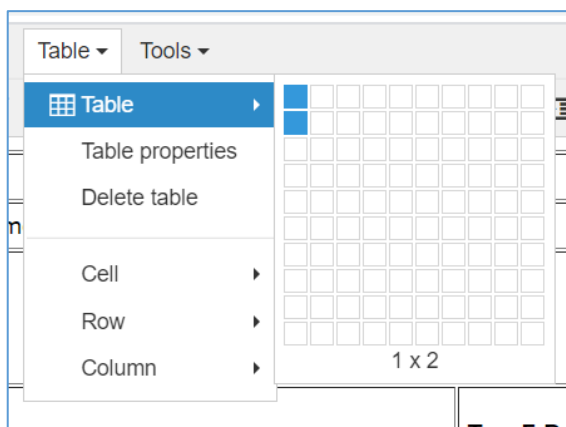 Table Tools
Table
Table properties
Delete table
Cell
Row
Column
1 x 2